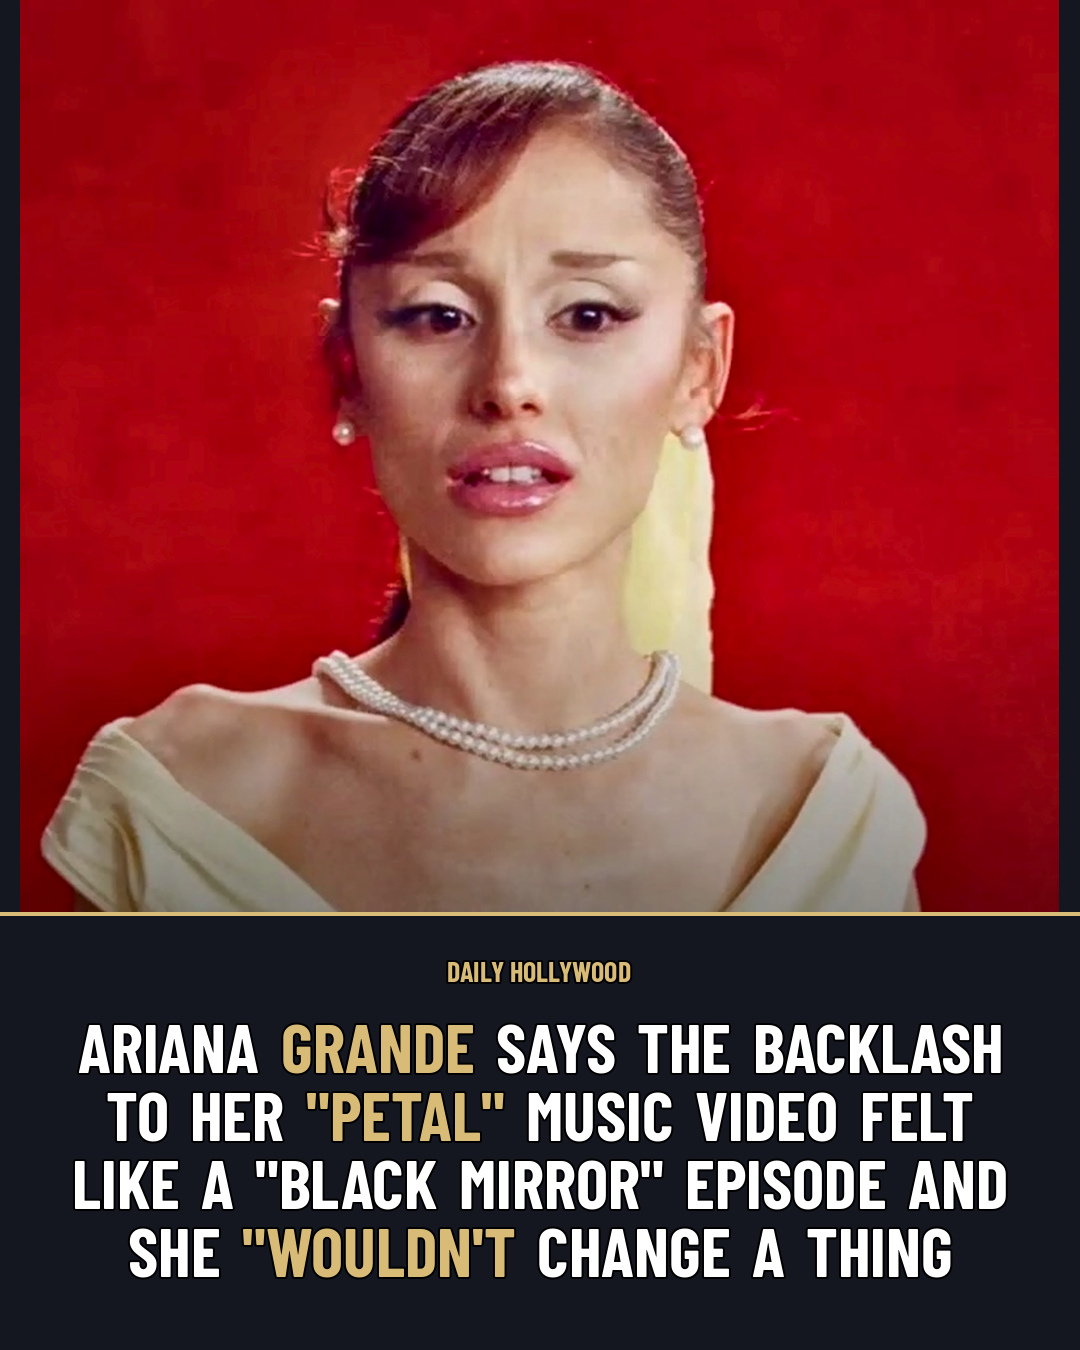 DAILY HOLLYWOOD
ARIANA GRANDE SAYS THE BACKLASH
TO HER "PETAL" MUSIC VIDEO FELT
LIKE A "BLACK MIRROR" EPISODE AND
SHE "WOULDN'T CHANGE A THING